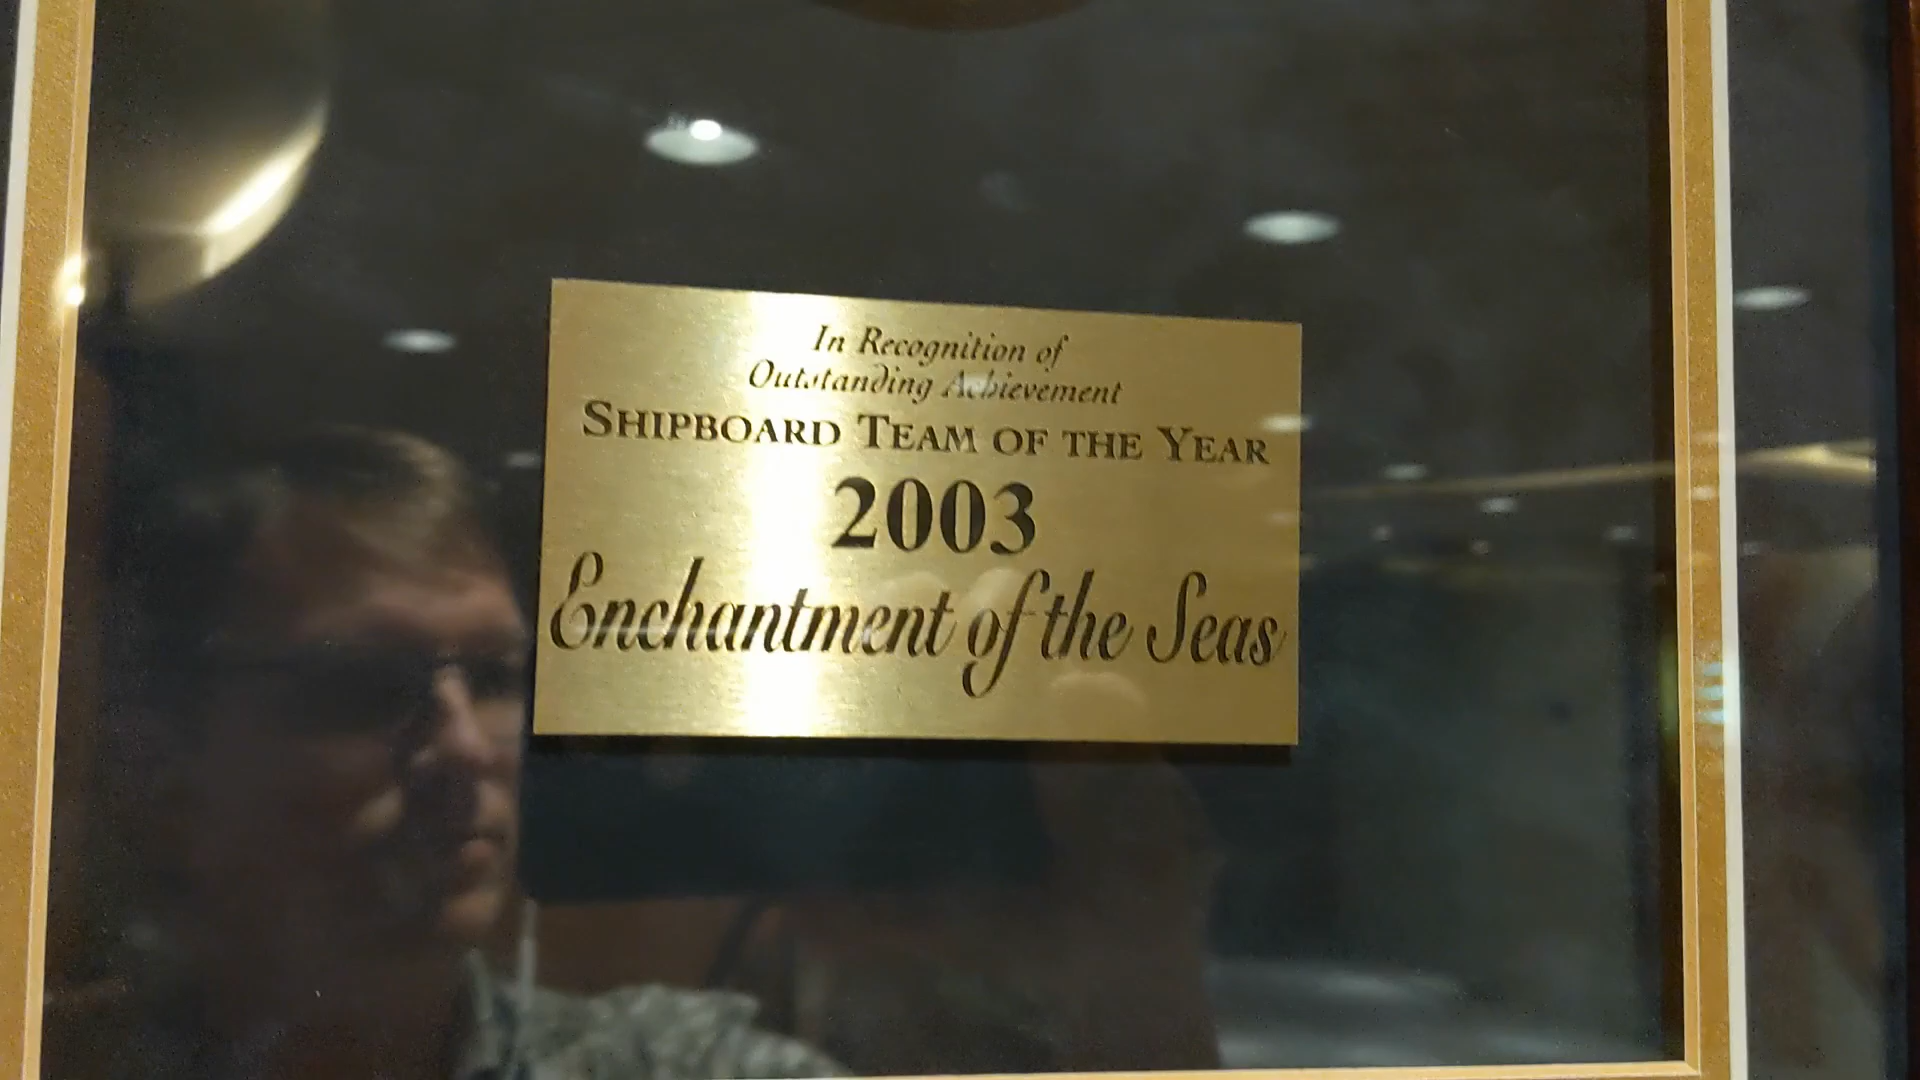 In Recognition of
Outstanding Achievement
SHIPBOARD TEAM OF THE YEAR
2003
Enchantment of the Seas